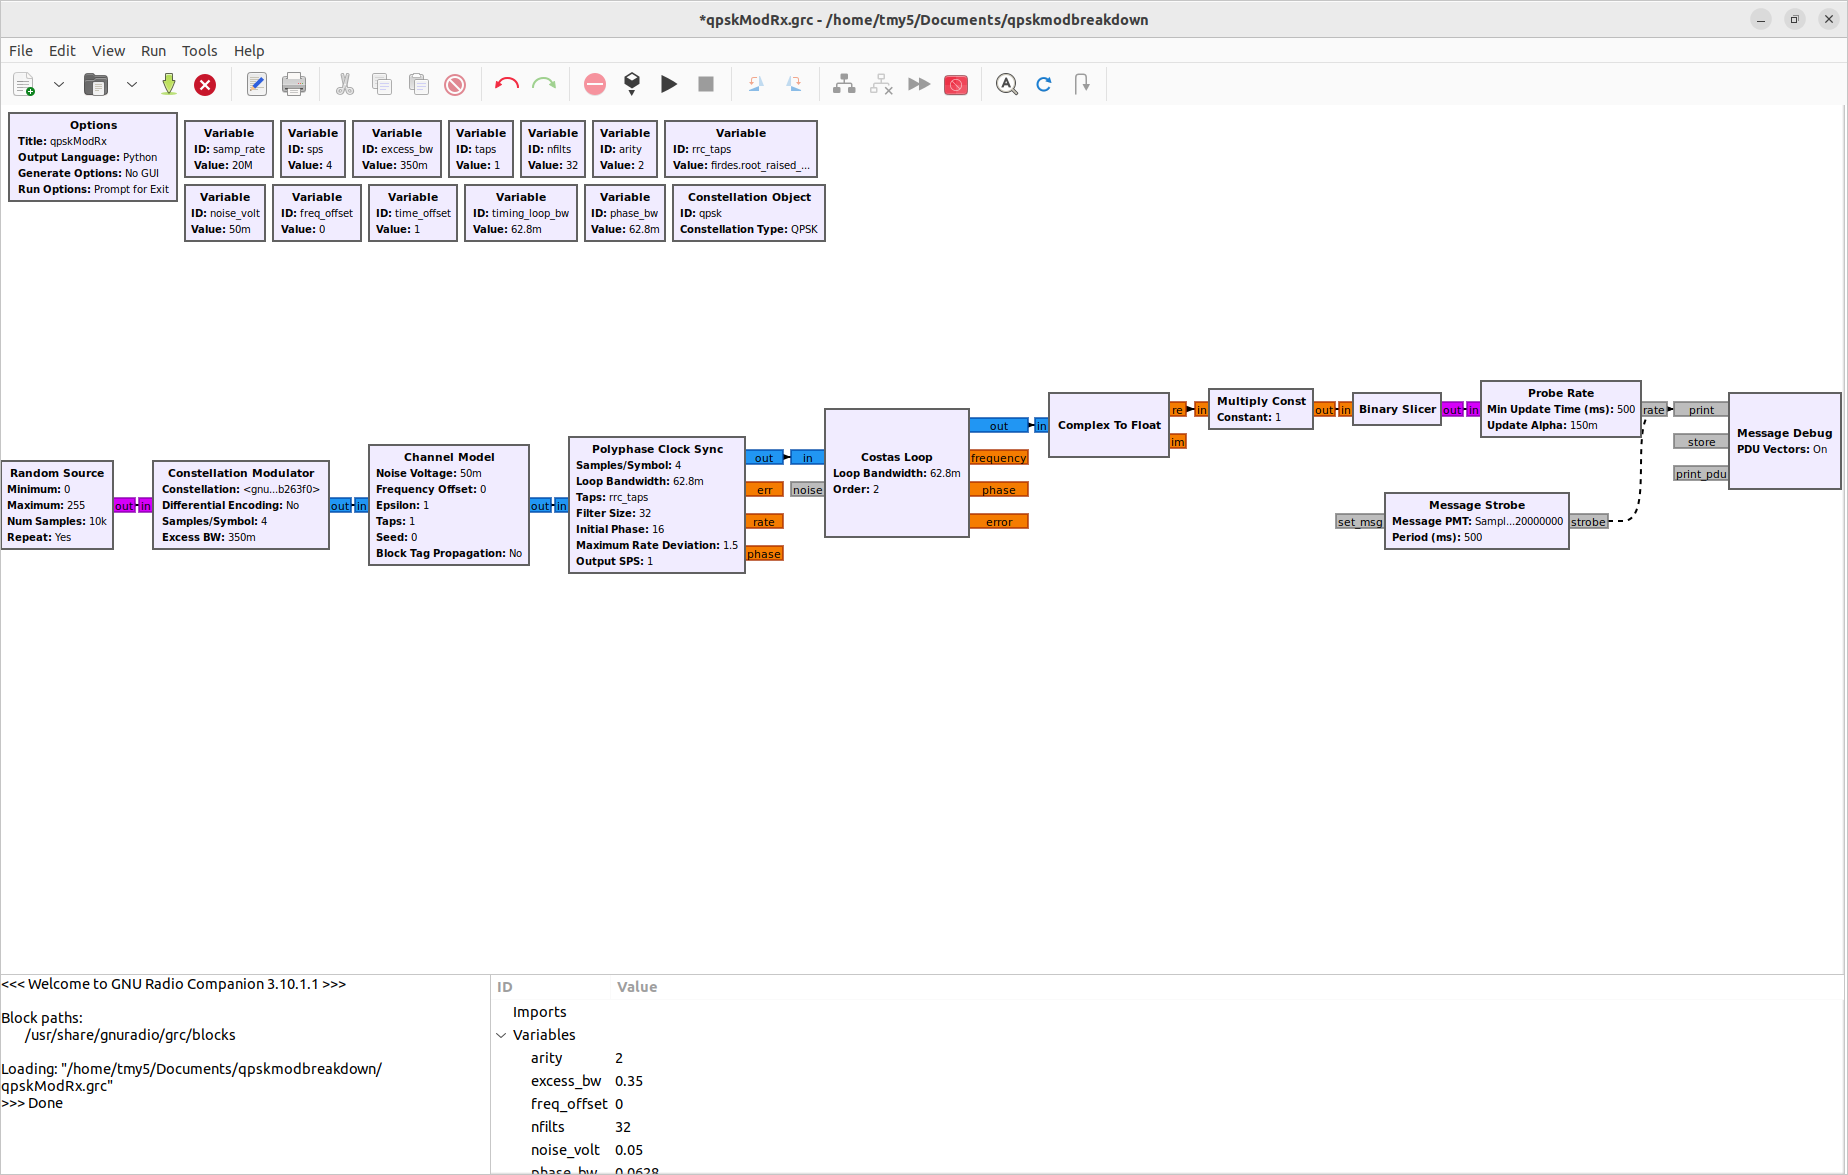 *qpskModRx.grc - /home/tmy5/Documents/qpskmodbreakdown
File Edit View Run Tools Help
Options
Title: qpskModRx
Output Language: Python
Generate Options: No GUI
Run Options: Prompt for Exit
Variable
ID: samp_rate
Value: 20M
Variable
ID: sps
Value: 4
Variable
ID: excess_bw
Value: 350m
Variable
ID: taps
Value: 1
Variable
ID: nfilts
Value: 32
Variable
ID: arity
Value: 2
Variable
ID: rrc_taps
Value: firdes.root_raised_...
Variable
ID: noise_volt
Value: 50m
Variable
ID: freq_offset
Value: 0
Variable
ID: time_offset
Value: 1
Variable
ID: timing_loop_bw
Value: 62.8m
Variable
ID: phase_bw
Value: 62.8m
Constellation Object
ID: qpsk
Constellation Type: QPSK
Random Source
Minimum: 0
Maximum: 255
Num Samples: 10k
Repeat: Yes
out
in
Constellation Modulator
Constellation: <gnu...b263f0>
Differential Encoding: No
Samples/Symbol: 4
Excess BW: 350m
out
in
Channel Model
Noise Voltage: 50m
Frequency Offset: 0
Epsilon: 1
Taps: 1
Seed: 0
Block Tag Propagation: No
out
in
Polyphase Clock Sync
Samples/Symbol: 4
Loop Bandwidth: 62.8m
Taps: rrc_taps
Filter Size: 32
Initial Phase: 16
Maximum Rate Deviation: 1.5
Output SPS: 1
out
err
rate
phase
in
noise
Costas Loop
Loop Bandwidth: 62.8m
Order: 2
out
frequency
phase
error
in
Complex To Float
re
im
in
Multiply Const
Constant: 1
out
in
Binary Slicer
out
in
Probe Rate
Min Update Time (ms): 500
Update Alpha: 150m
rate
set_msg
Message Strobe
Message PMT: Sampl...20000000
Period (ms): 500
strobe
print
store
print_pdu
Message Debug
PDU Vectors: On
<<< Welcome to GNU Radio Companion 3.10.1.1 >>>
Block paths:
/usr/share/gnuradio/grc/blocks
Loading: "/home/tmy5/Documents/qpskmodbreakdown/
qpskModRx.grc"
>>> Done
ID Value
Imports
Variables
arity 2
excess_bw 0.35
freq_offset 0
nfilts 32
noise_volt 0.05
phase_bw 0.0628